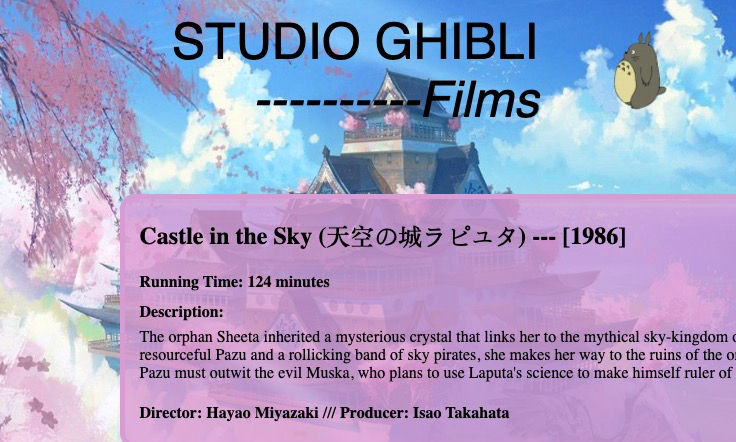 STUDIO GHIBLI
----------Films
Castle in the Sky (天空の城ラピュタ) --- [1986]
Running Time: 124 minutes
Description:
The orphan Sheeta inherited a mysterious crystal that links her to the mythical sky-kingdom
resourceful Pazu and a rollicking band of sky pirates, she makes her way to the ruins of the
Pazu must outwit the evil Muska, who plans to use Laputa's science to make himself ruler of
Director: Hayao Miyazaki /// Producer: Isao Takahata